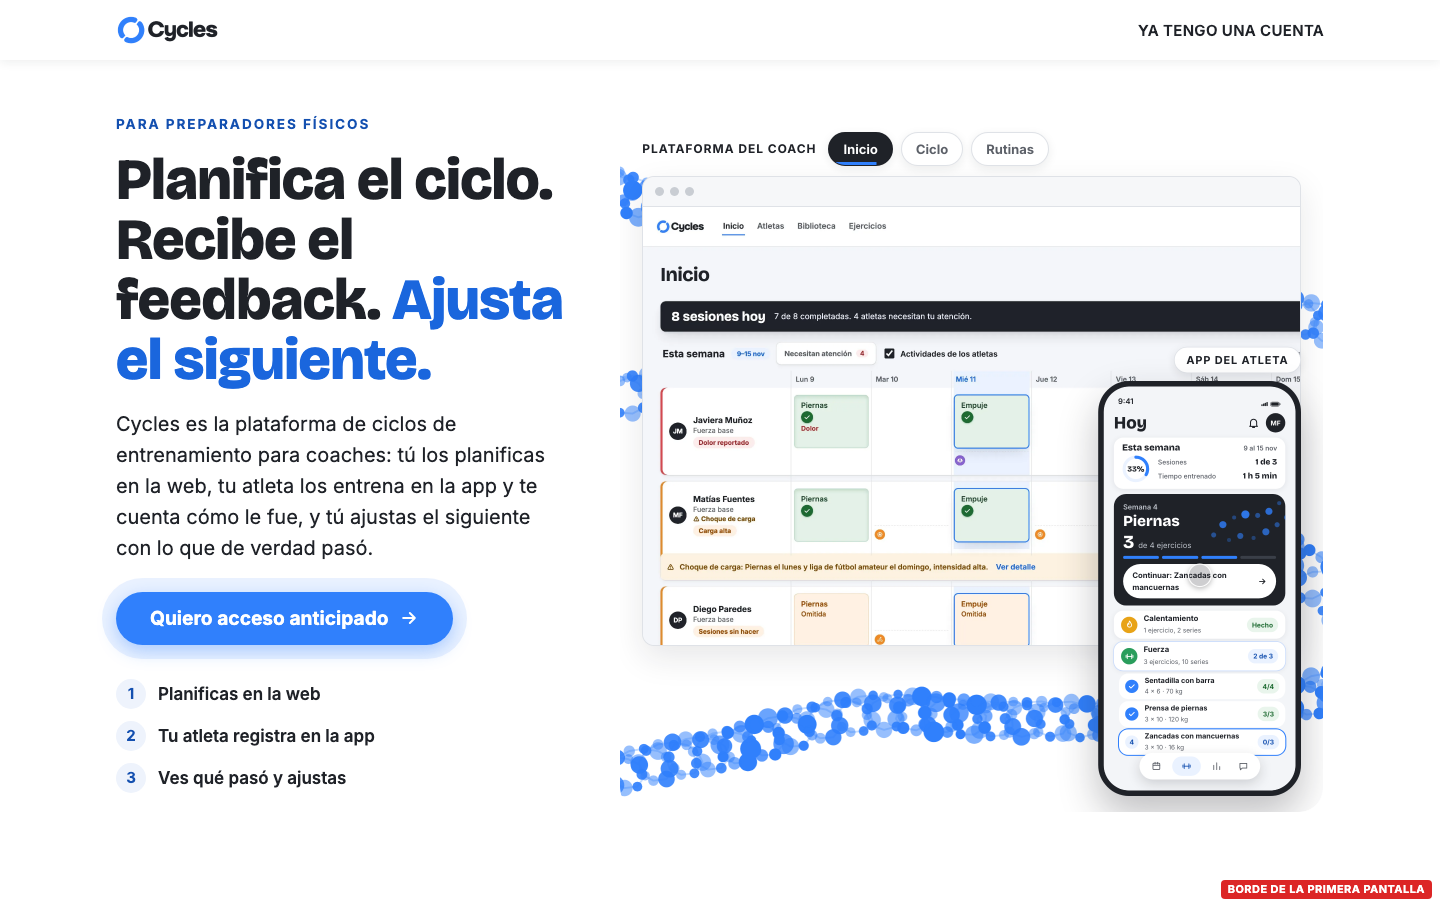 Cycles
YA TENGO UNA CUENTA
PARA PREPARADORES FÍSICOS
Planifica el ciclo.
Recibe el
feedback. Ajusta
el siguiente.
Cycles es la plataforma de ciclos de
entrenamiento para coaches: tú los planificas
en la web, tu atleta los entrena en la app y te
cuenta cómo le fue, y tú ajustas el siguiente
con lo que de verdad pasó.
Quiero acceso anticipado →
1 Planificas en la web
2 Tu atleta registra en la app
3 Ves qué pasó y ajustas
PLATAFORMA DEL COACH Inicio Ciclo Rutinas
Cycles Inicio Atletas Biblioteca Ejercicios
Inicio
8 sesiones hoy 7 de 8 completadas. 4 atletas necesitan tu atención.
Esta semana 9–15 nov Necesitan atención 4 Actividades de los atletas
Lun 9 Mar 10 Mié 11 Jue 12 Vie 13 Sáb 14 Dom 15
JM
Javiera Muñoz
Fuerza base
Dolor reportado
Piernas
Dolor
Empuje
MF
Matías Fuentes
Fuerza base
Choque de carga
Carga alta
Piernas
Empuje
Choque de carga: Piernas el lunes y liga de fútbol amateur el domingo, intensidad alta. Ver detalle
DP
Diego Paredes
Fuerza base
Sesiones sin hacer
Piernas
Omitida
Empuje
Omitida
APP DEL ATLETA
9:41
Hoy MF
Esta semana 9 al 15 nov
33%
Sesiones 1 de 3
Tiempo entrenado 1 h 5 min
Semana 4
Piernas
3 de 4 ejercicios
Continuar: Zancadas con
mancuernas →
Calentamiento
1 ejercicio, 2 series
Hecho
Fuerza
3 ejercicios, 10 series
2 de 3
Sentadilla con barra
4 × 6 · 70 kg
4/4
Prensa de piernas
3 × 10 · 120 kg
3/3
4
Zancadas con mancuernas
3 × 10 · 16 kg
0/3
BORDE DE LA PRIMERA PANTALLA